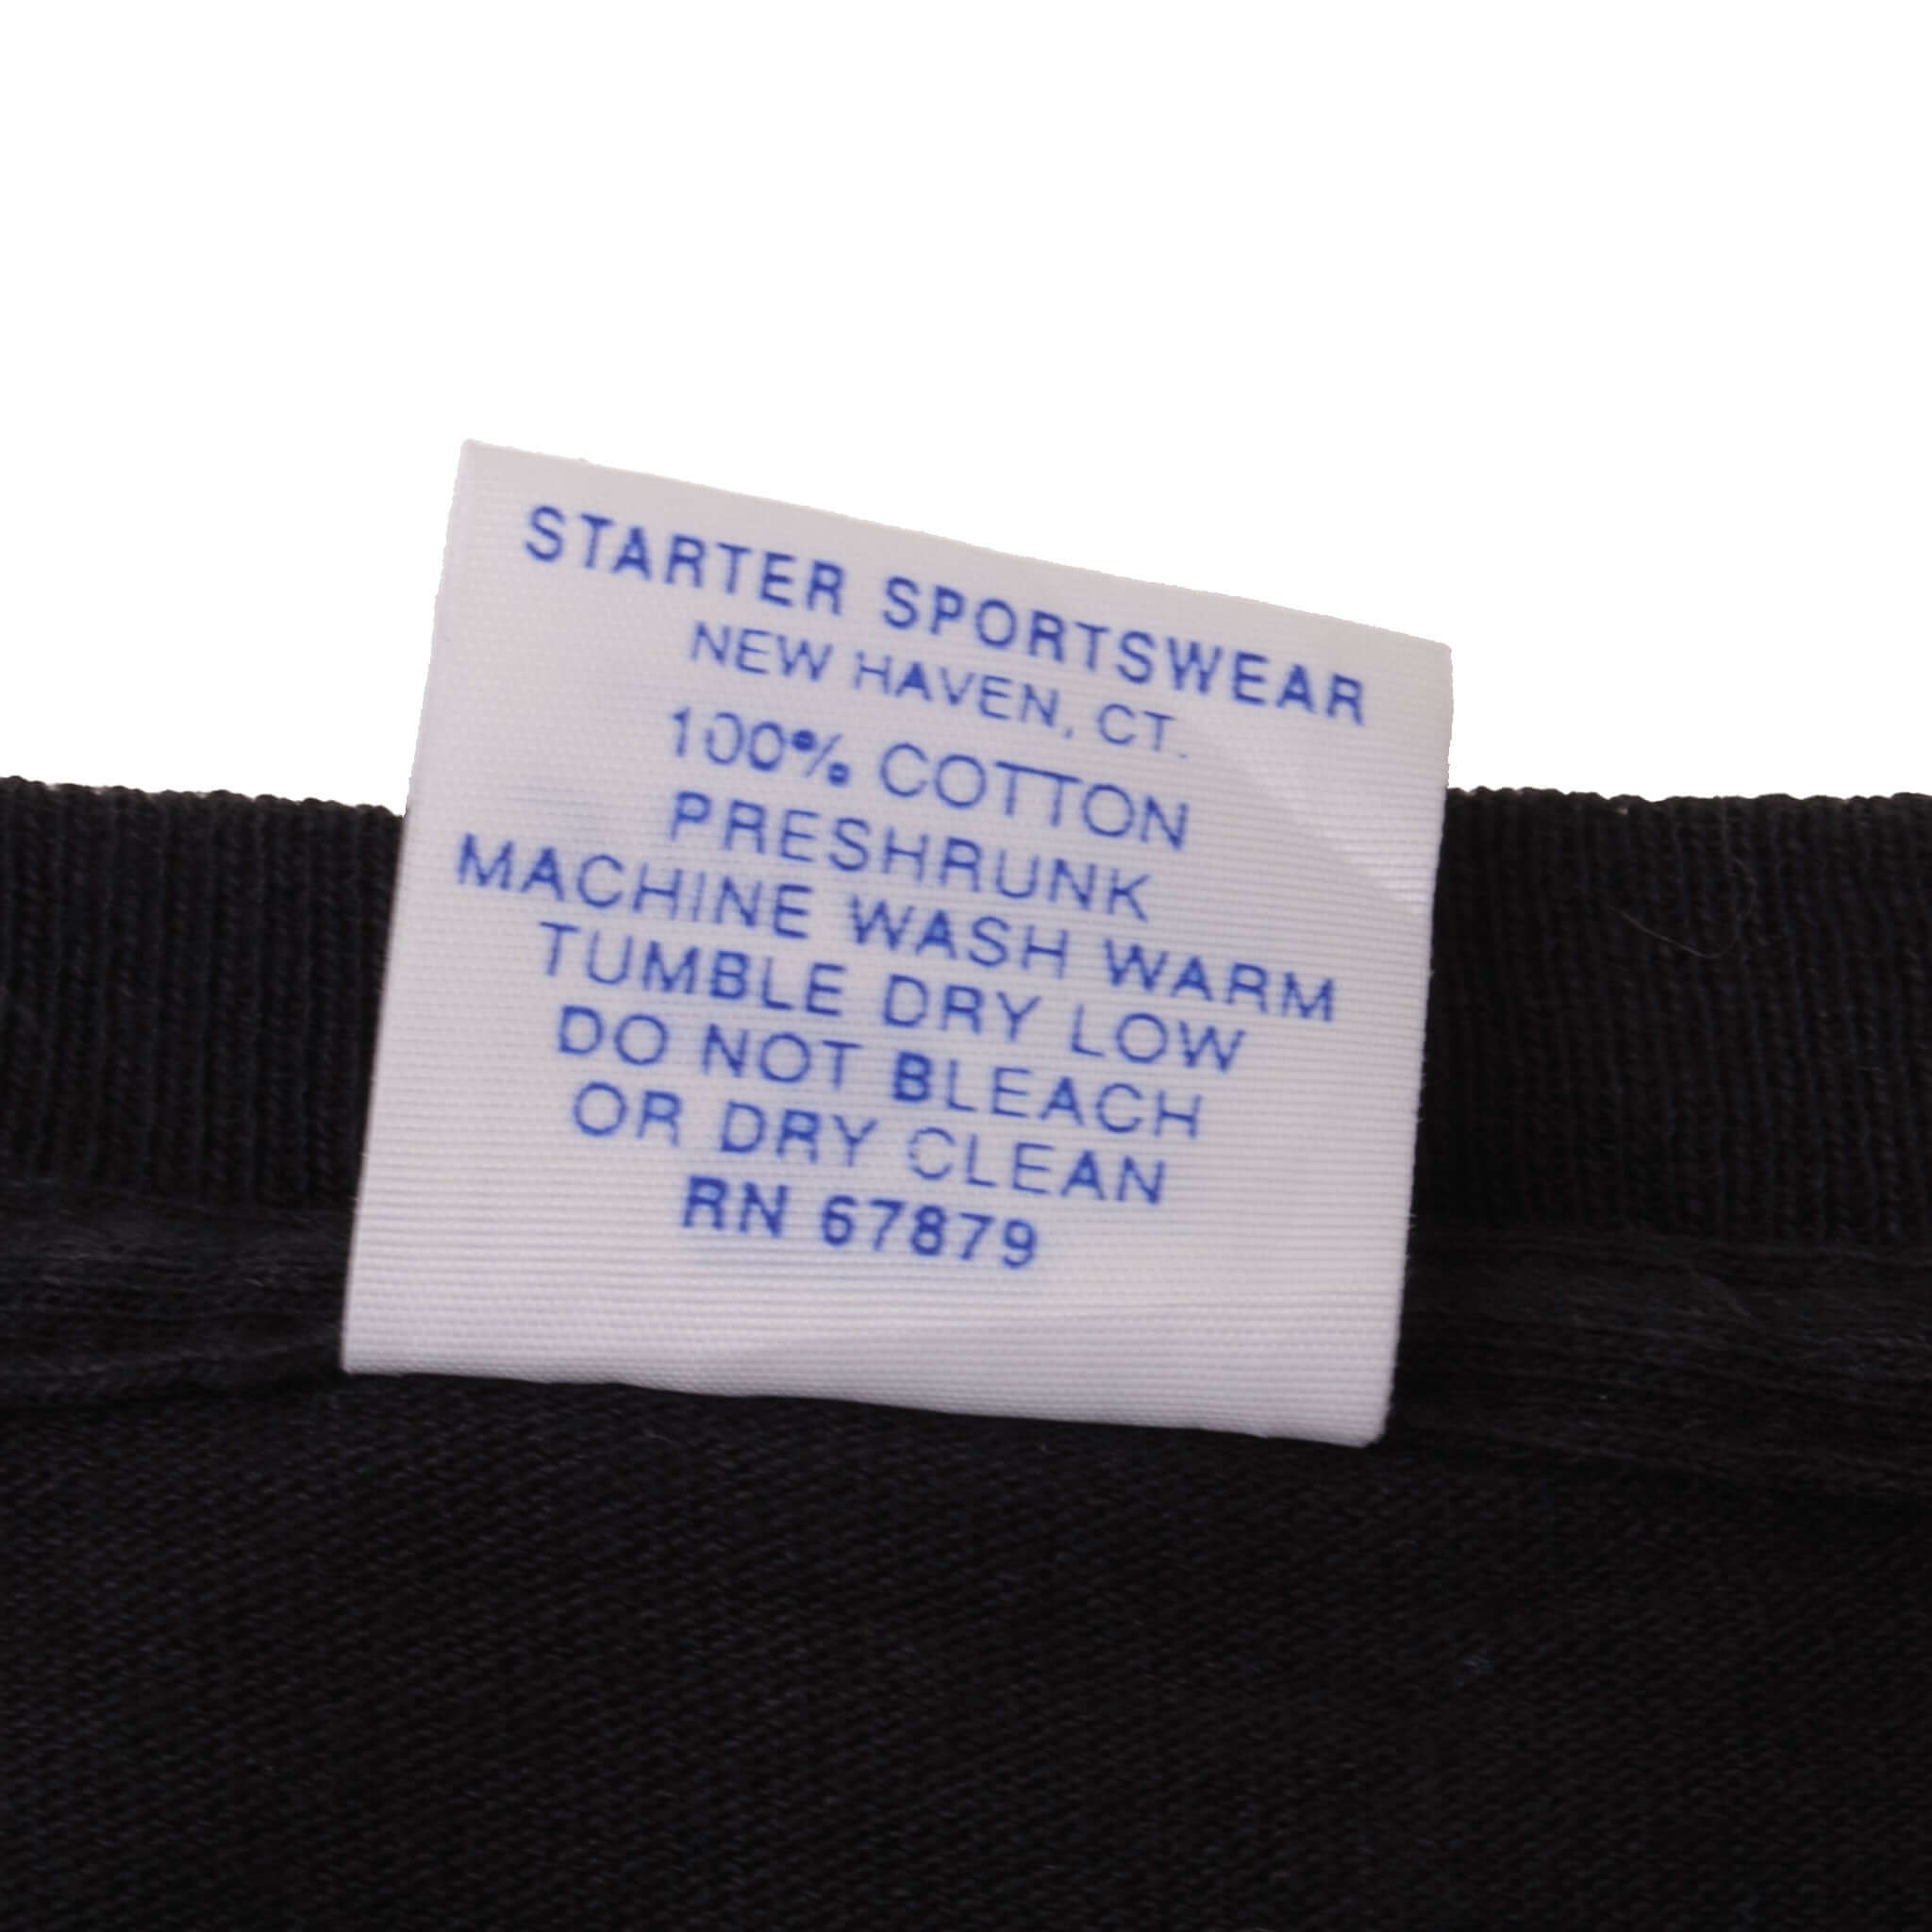 STARTER SPORTSWEAR
NEW HAVEN, CT.
100% COTTON
PRESHRUNK
MACHINE WASH WARM
TUMBLE DRY LOW
DO NOT BLEACH
OR DRY CLEAN
RN 67879